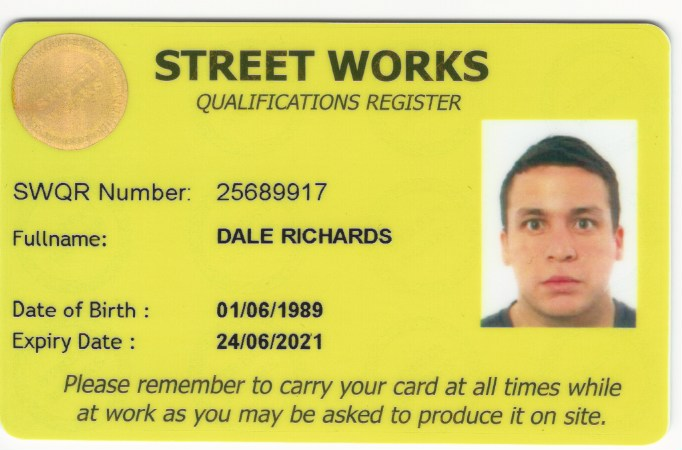 STREET WORKS
QUALIFICATIONS REGISTER
SWQR Number: 25689917
Fullname: DALE RICHARDS
Date of Birth : 01/06/1989
Expiry Date : 24/06/2021
Please remember to carry your card at all times while
at work as you may be asked to produce it on site.